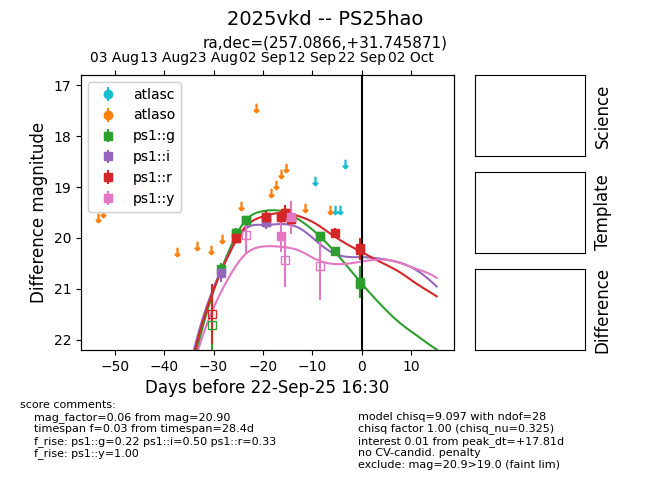 2025vkd -- PS25hao
ra,dec=(257.0866,+31.745871)
03 Aug 13 Aug 23 Aug 02 Sep 12 Sep 22 Sep 02 Oct
17
18
19
20
21
22
Difference magnitude
atlasc
atlaso
ps1::g
ps1::i
ps1::r
ps1::y
−50 −40 −30 −20 −10 0 10
Days before 22-Sep-25 16:30
Science
Template
Difference
score comments:
mag_factor=0.06 from mag=20.90
timespan f=0.03 from timespan=28.4d
f_rise: ps1::g=0.22 ps1::i=0.50 ps1::r=0.33
f_rise: ps1::y=1.00
model chisq=9.097 with ndof=28
chisq factor 1.00 (chisq_nu=0.325)
interest 0.01 from peak_dt=+17.81d
no CV-candid. penalty
exclude: mag=20.9>19.0 (faint lim)